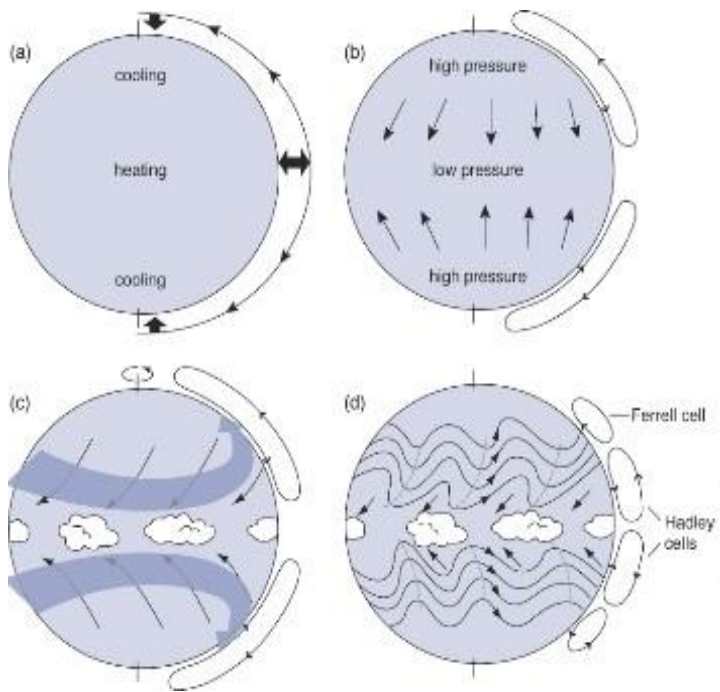 (a)
cooling
heating
cooling
(b)
high pressure
low pressure
high pressure
(c)
(d)
Ferrell cell
Hadley
cells